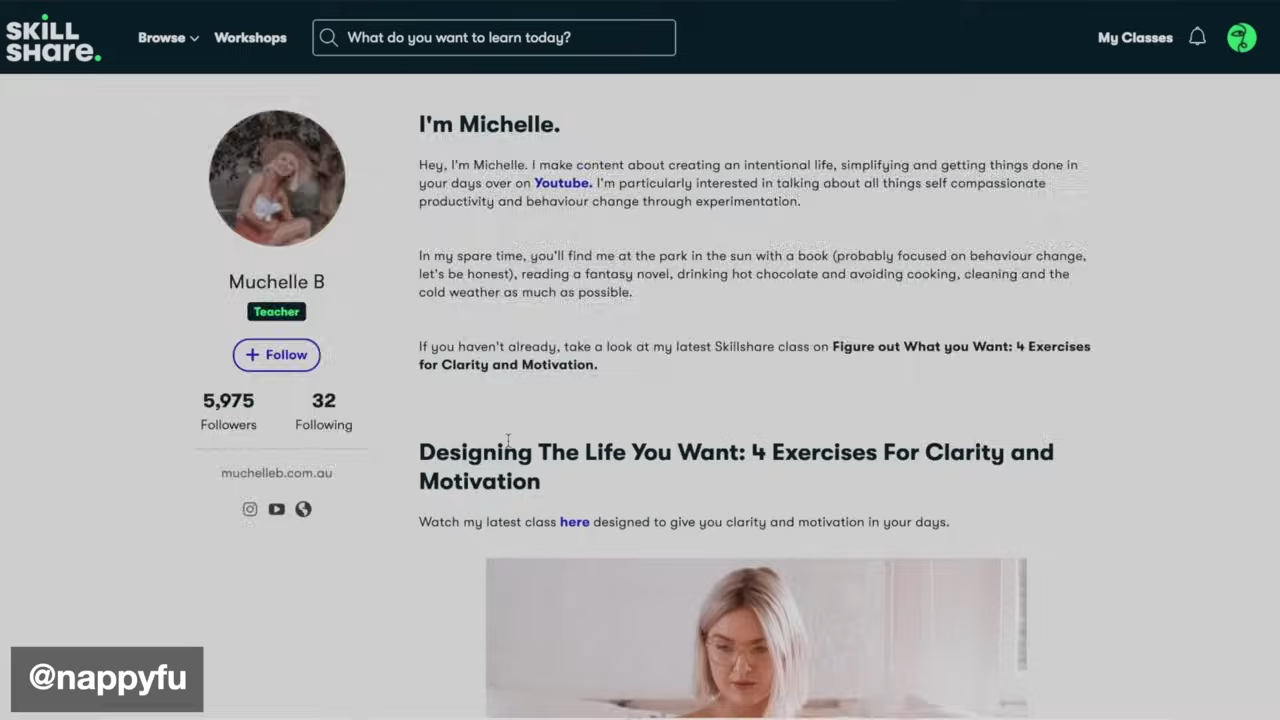 SKILL
SHARE.
Browse
Workshops
What do you want to learn today?
My Classes
Muchelle B
Teacher
+ Follow
5,975
32
Followers
Following
muchelleb.com.au
I'm Michelle.
Hey, I'm Michelle. I make content about creating an intentional life, simplifying and getting things done in
your days over on Youtube. I'm particularly interested in talking about all things self compassionate
productivity and behaviour change through experimentation.
In my spare time, you'll find me at the park in the sun with a book (probably focused on behaviour change,
let's be honest), reading a fantasy novel, drinking hot chocolate and avoiding cooking, cleaning and the
cold weather as much as possible.
If you haven't already, take a look at my latest Skillshare class on Figure out What you Want: 4 Exercises
for Clarity and Motivation.
Designing The Life You Want: 4 Exercises For Clarity and
Motivation
Watch my latest class here designed to give you clarity and motivation in your days.
@nappyfu